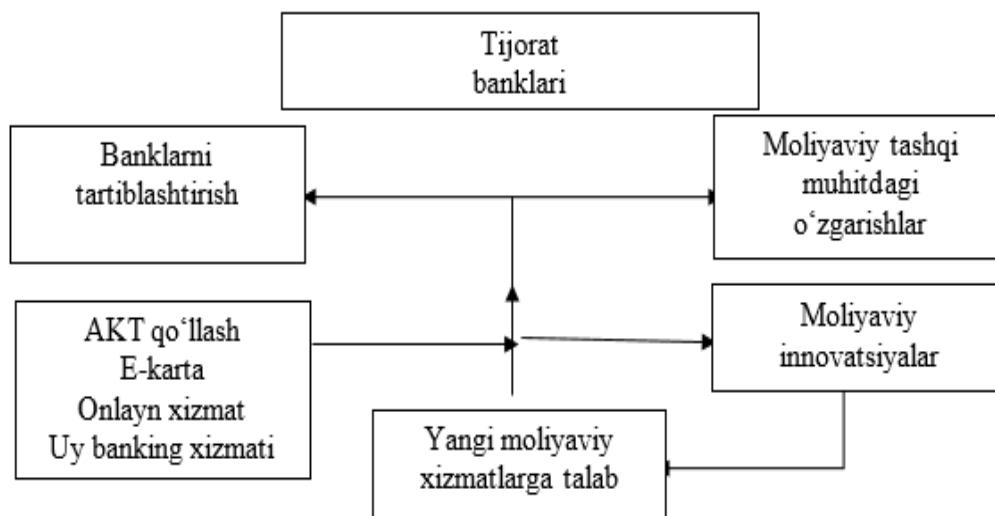 Tijorat
banklari
Banklarni
tartiblashtirish
Moliyaviy tashqi
muhitdagi
o‘zgarishlar
AKT qo‘llash
E-karta
Onlayn xizmat
Uy banking xizmati
Moliyaviy
innovatsiyalar
Yangi moliyaviy
xizmatlarga talab